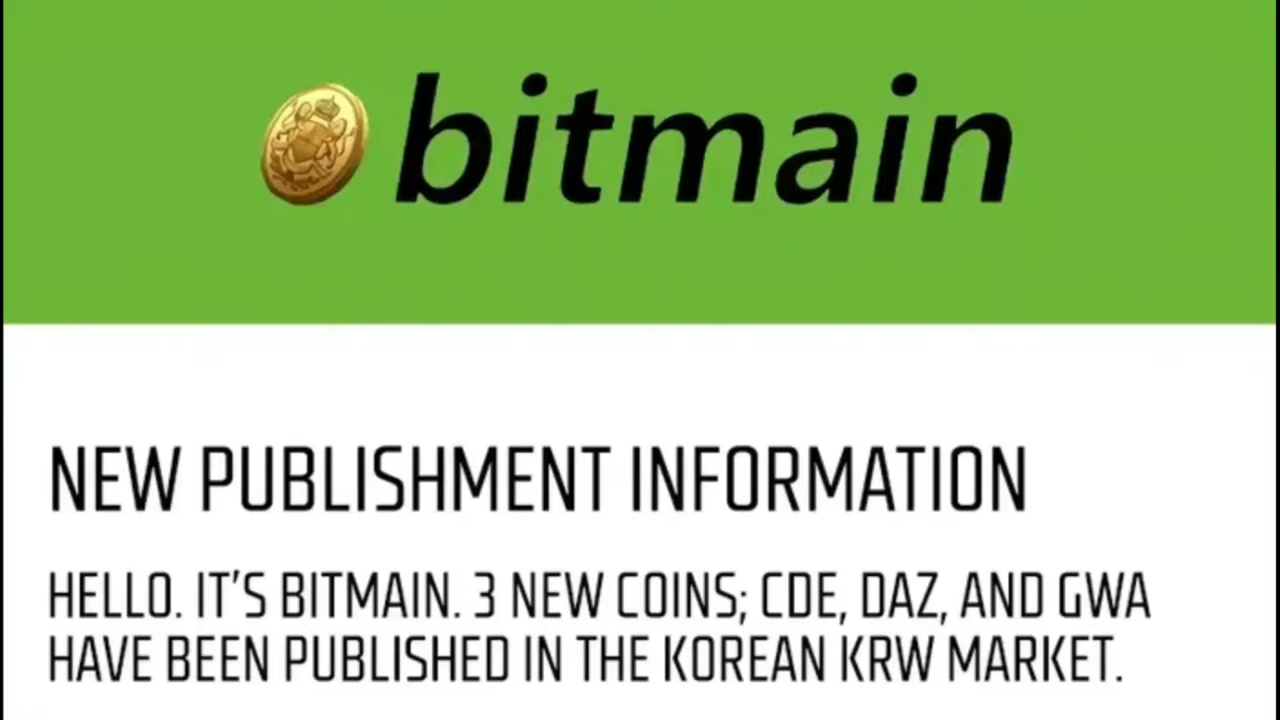 bitmain
NEW PUBLISHMENT INFORMATION
HELLO. IT'S BITMAIN. 3 NEW COINS; CDE, DAZ, AND GWA
HAVE BEEN PUBLISHED IN THE KOREAN KRW MARKET.